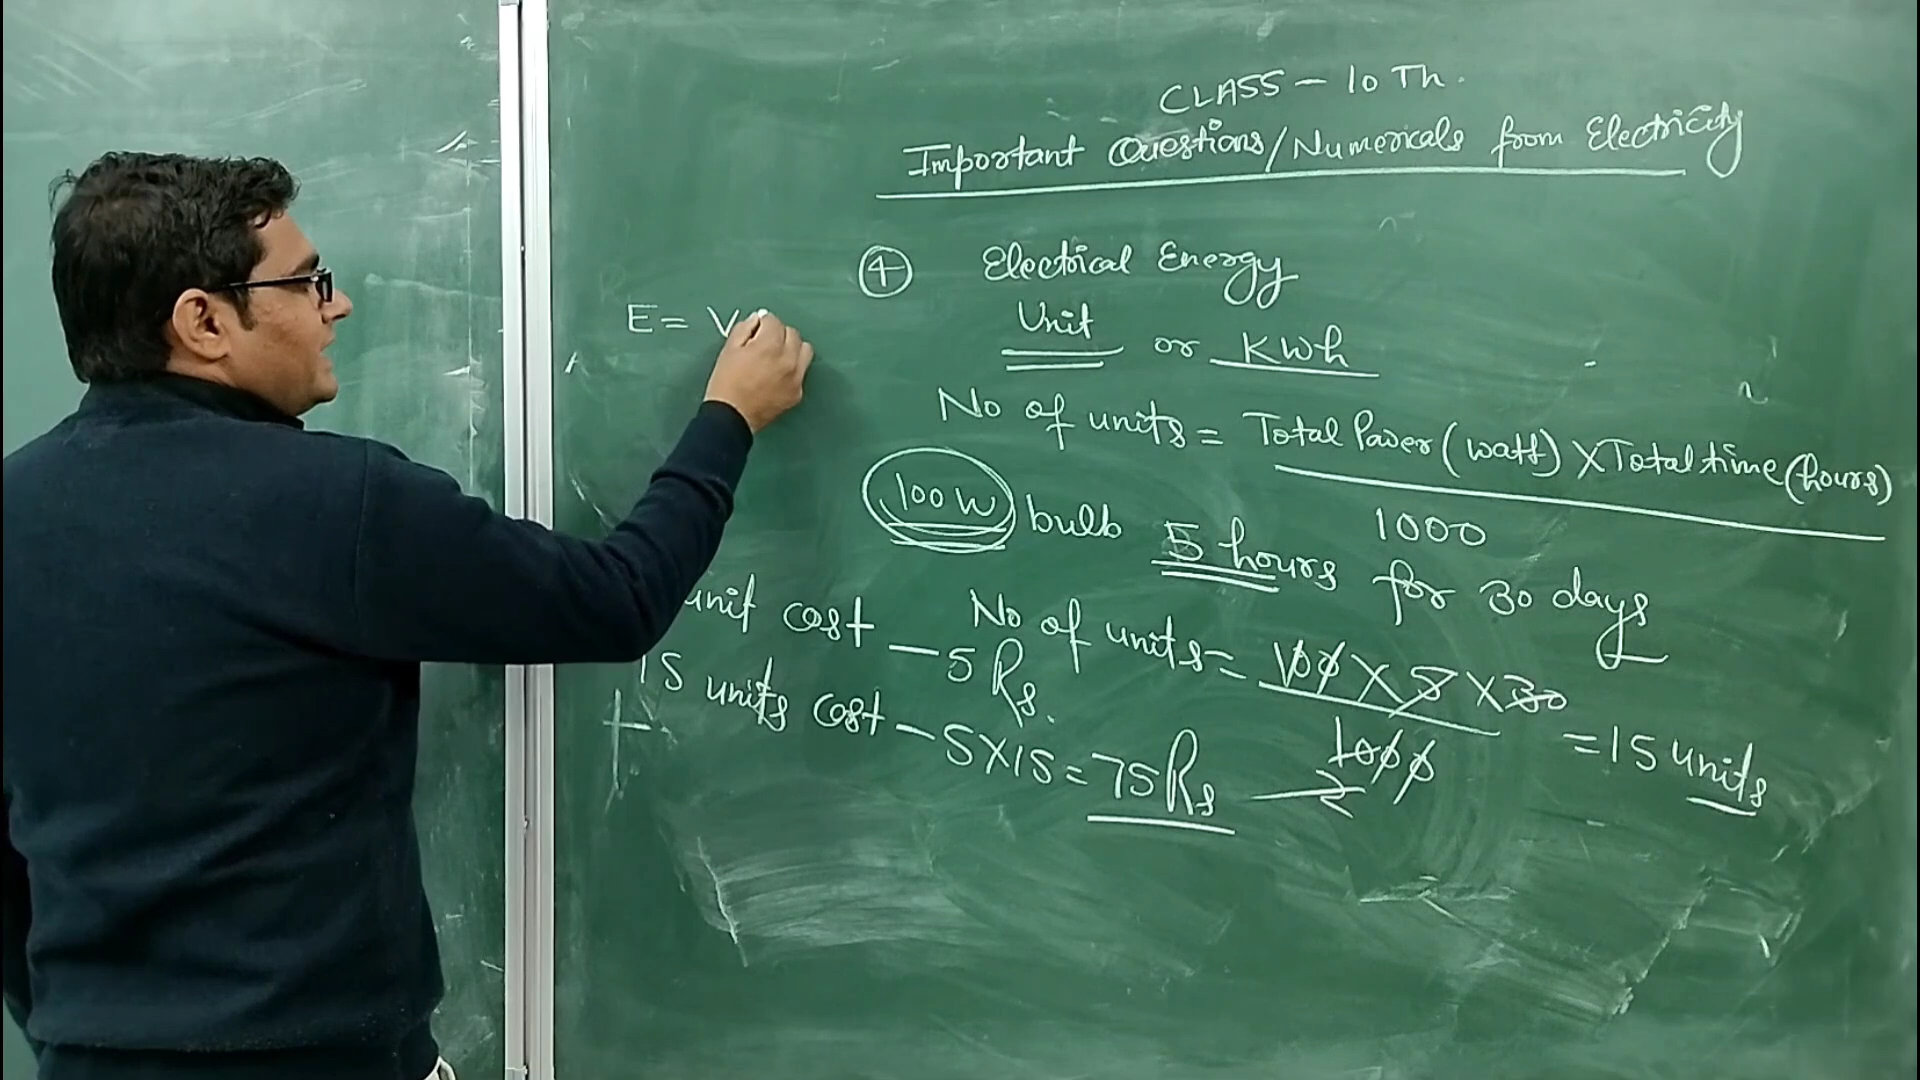 CLASS - 10 Th.
Important Questions/Numericals from Electricity
④ Electrical Energy
Unit or KWh
E = V
No of units = Total Power (watt) X Total time (hours)
1000
100 W bulb 5 hours for 30 days
unit cost - 5 Rs.
No of units = 100 X 5 X 30
1000
2
= 15 units
15 units cost - 5X15 = 75 Rs